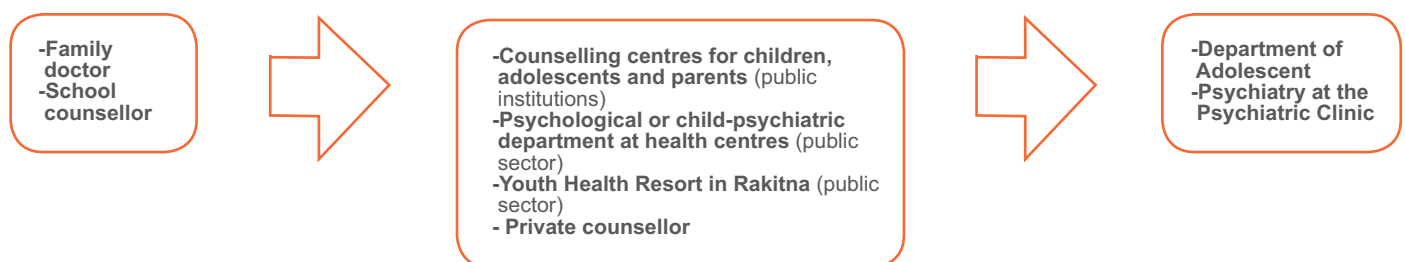 -Family
doctor
-School
counsellor
-Counselling centres for children,
adolescents and parents (public
institutions)
-Psychological or child-psychiatric
department at health centres (public
sector)
-Youth Health Resort in Rakitna (public
sector)
- Private counsellor
-Department of
Adolescent
-Psychiatry at the
Psychiatric Clinic